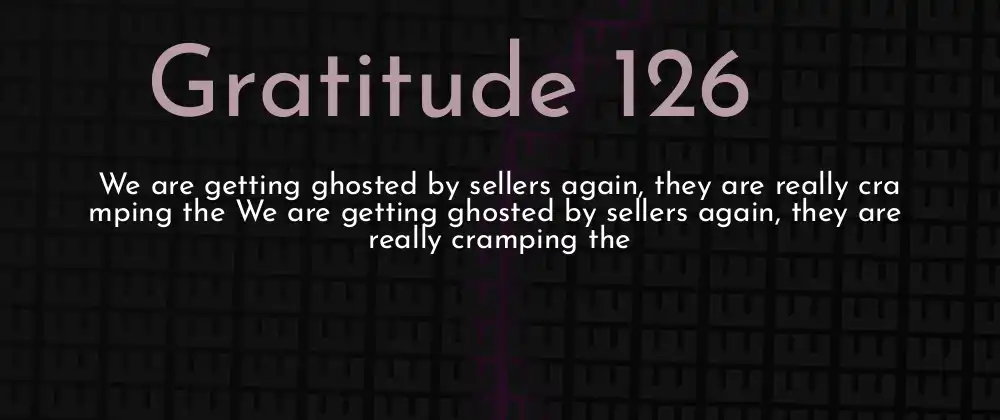 Gratitude 126
We are getting ghosted by sellers again, they are really cra
mping the We are getting ghosted by sellers again, they are
really cramping the